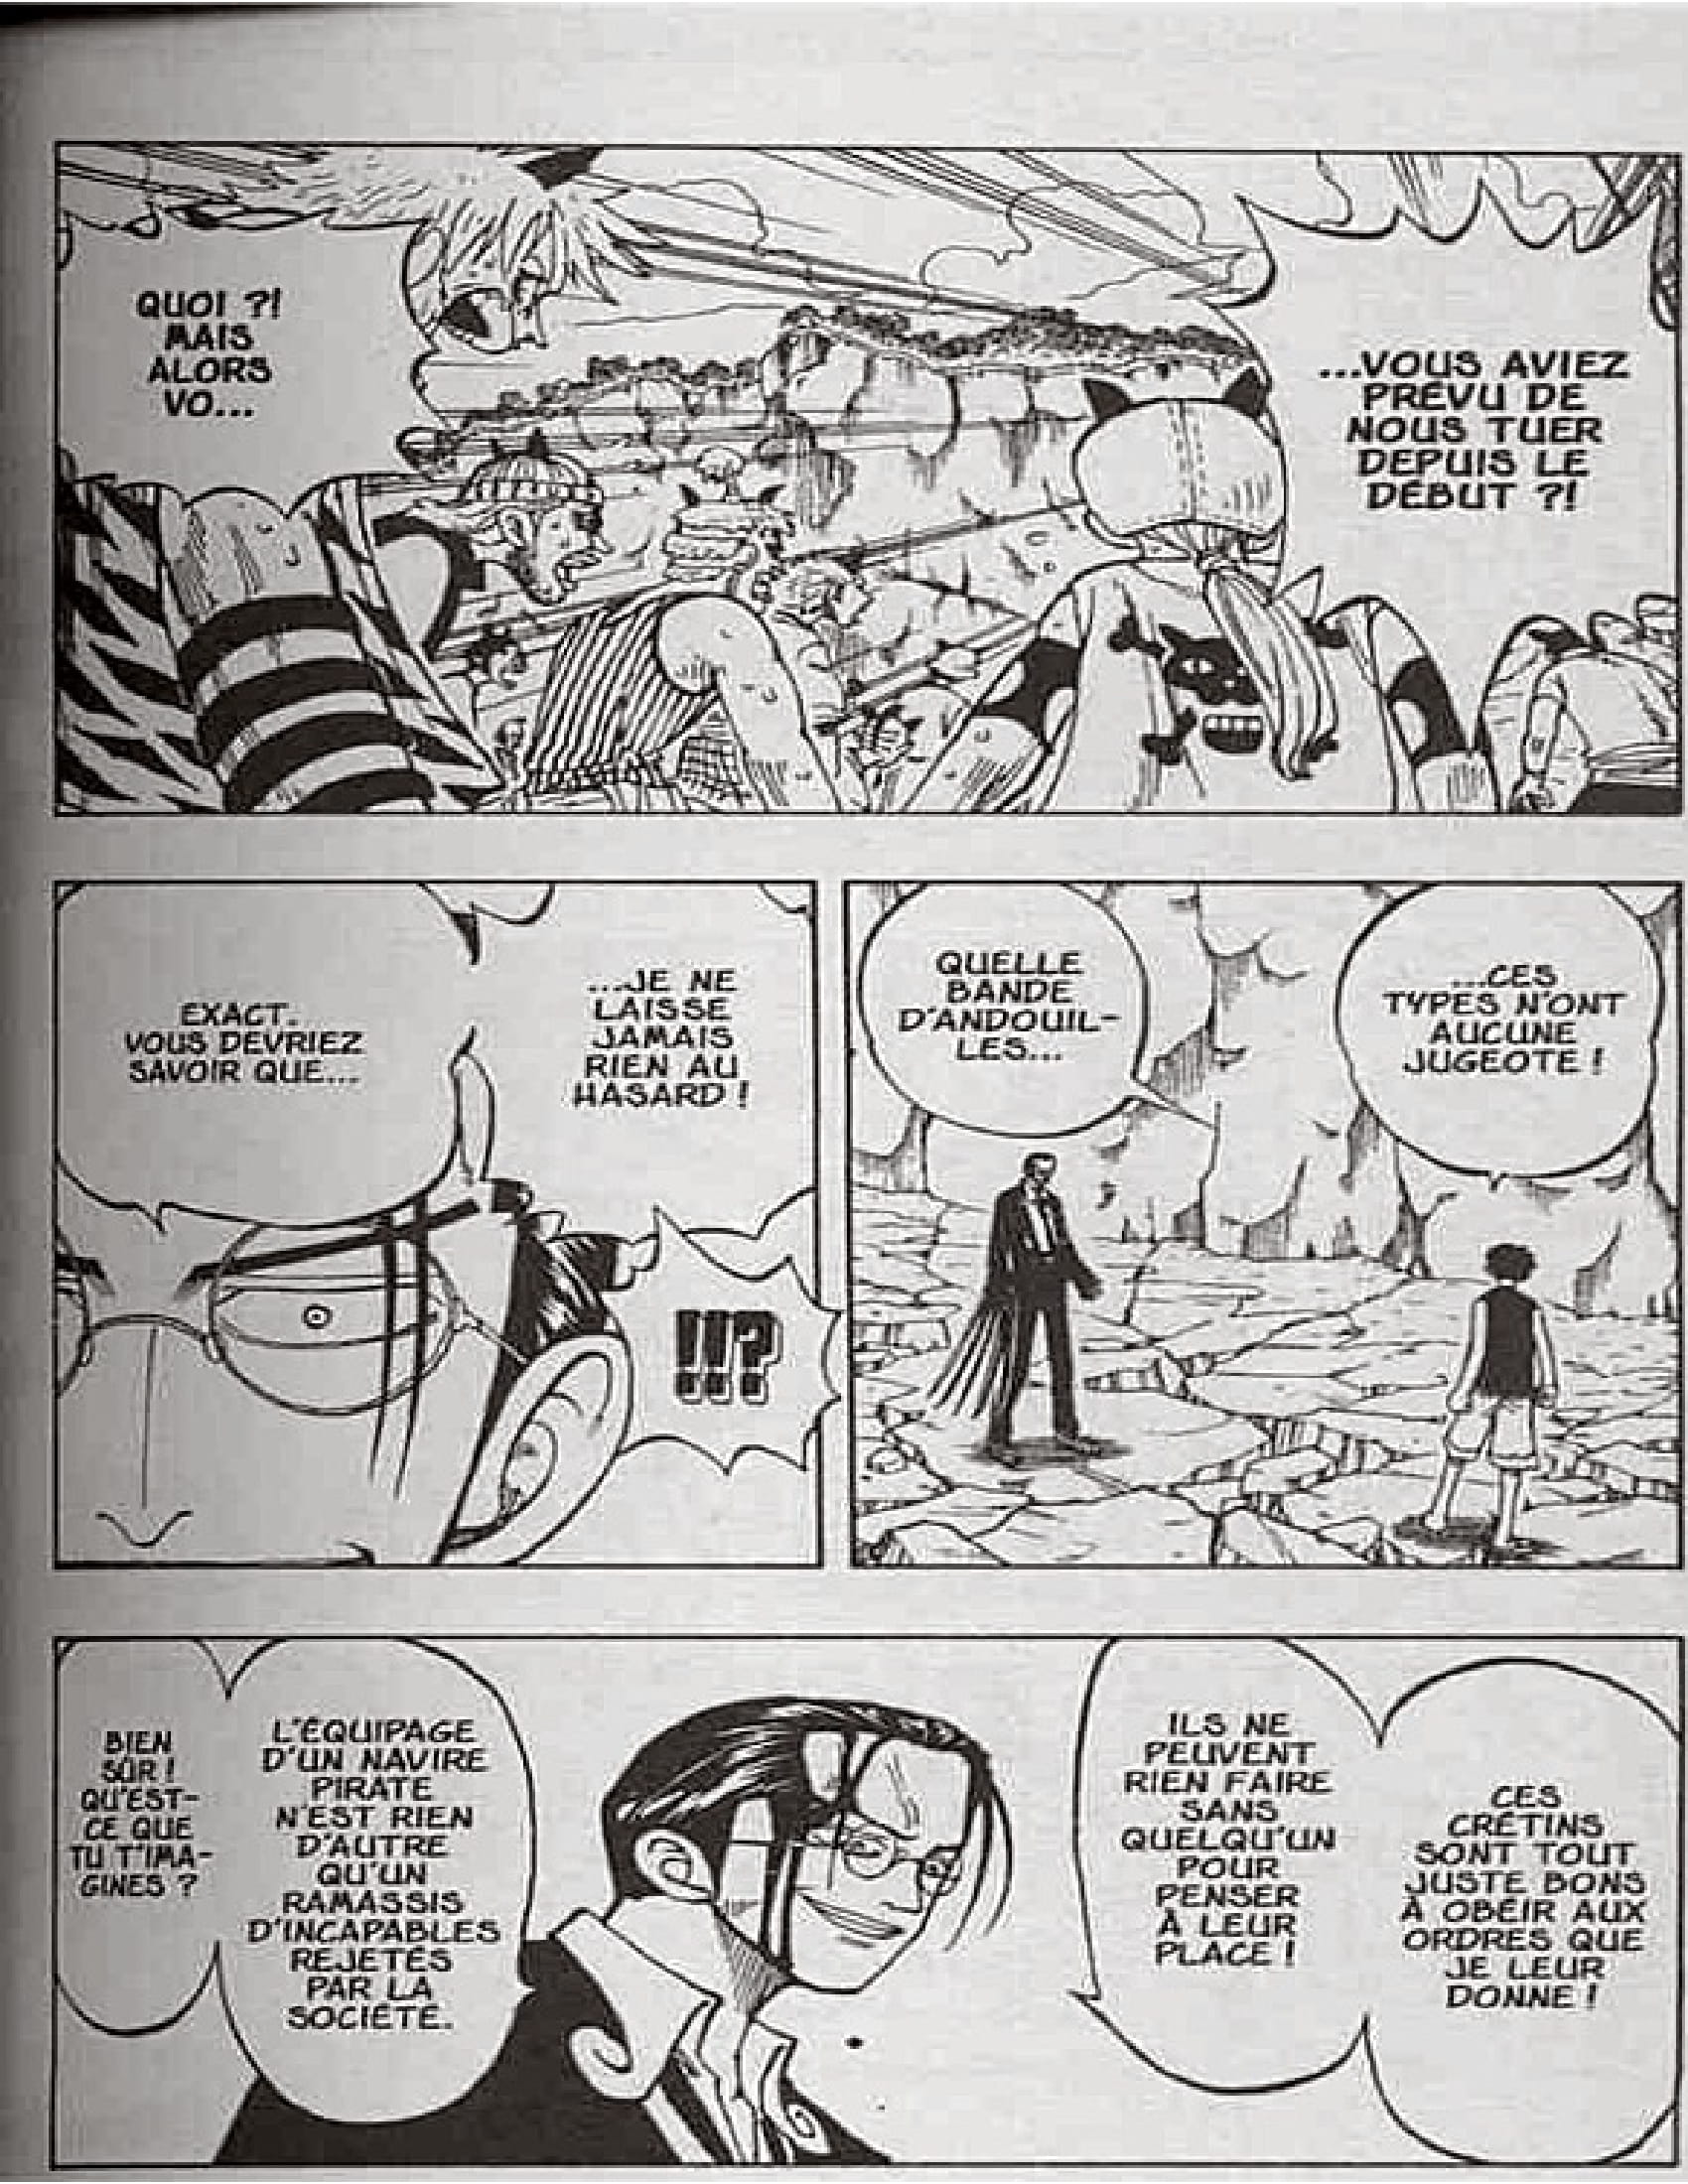 QUOI ?!
MAIS
ALORS
VO...
...VOUS AVIEZ
PRÉVU DE
NOUS TUER
DEPUIS LE
DÉBUT ?!
EXACT.
VOUS DEVRIEZ
SAVOIR QUE...
...JE NE
LAISSE
JAMAIS
RIEN AU
HASARD !
!!?
QUELLE
BANDE
D'ANDOUIL-
LES...
...CES
TYPES N'ONT
AUCUNE
JUGEOTE !
BIEN
SÛR !
QU'EST-
CE QUE
TU T'IMA-
GINES ?
L'ÉQUIPAGE
D'UN NAVIRE
PIRATE
N'EST RIEN
D'AUTRE
QU'UN
RAMASSIS
D'INCAPABLES
REJETÉS
PAR LA
SOCIÉTÉ.
ILS NE
PEUVENT
RIEN FAIRE
SANS
QUELQU'UN
POUR
PENSER
À LEUR
PLACE !
CES
CRÉTINS
SONT TOUT
JUSTE BONS
À OBÉIR AUX
ORDRES QUE
JE LEUR
DONNE !